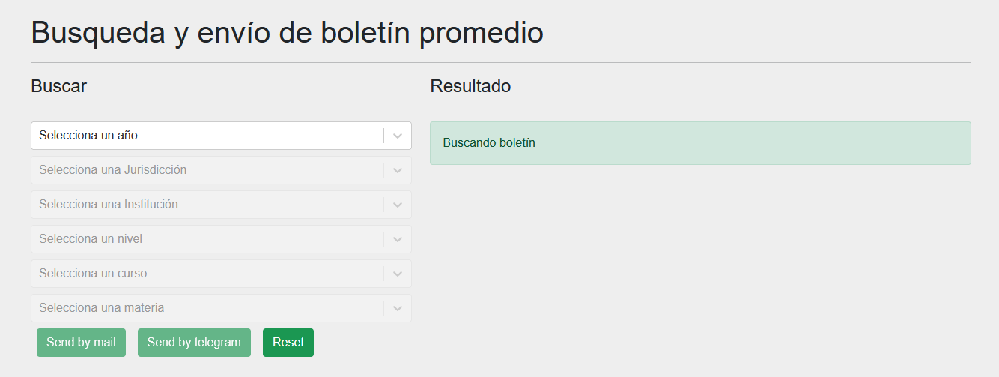 Busqueda y envío de boletín promedio
Buscar
Selecciona un año
Selecciona una Jurisdicción
Selecciona una Institución
Selecciona un nivel
Selecciona un curso
Selecciona una materia
Send by mail
Send by telegram
Reset
Resultado
Buscando boletín